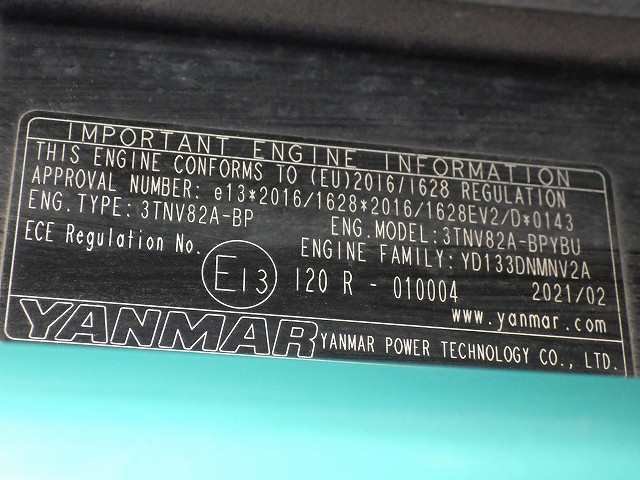 IMPORTANT ENGINE INFORMATION
THIS ENGINE CONFORMS TO (EU)2016/1628 REGULATION
APPROVAL NUMBER: e13*2016/1628*2016/1628EV2/D*0143
ENG.TYPE: 3TNV82A-BP ENG.MODEL: 3TNV82A-BPYBU
ECE Regulation No. ENGINE FAMILY: YD133DNMNV2A
E13 120 R - 010004 2021/02
www.yanmar.com
YANMAR YANMAR POWER TECHNOLOGY CO., LTD.